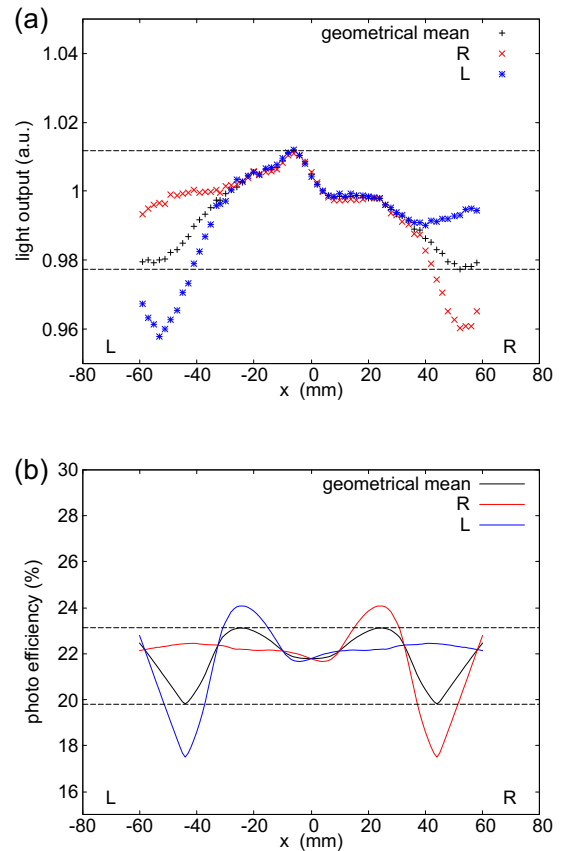 (a)
1.04
1.02
1
0.98
0.96
light output (a.u.)
geometrical mean
R
L
L
R
-80 -60 -40 -20 0 20 40 60 80
x (mm)
(b)
30
28
26
24
22
20
18
16
photo efficiency (%)
geometrical mean
R
L
L
R
-80 -60 -40 -20 0 20 40 60 80
x (mm)